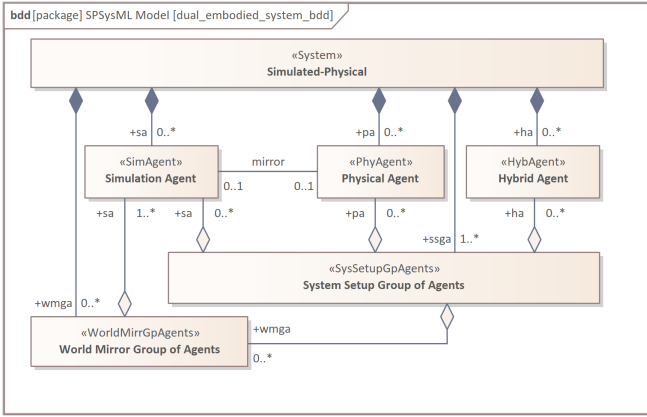 bdd [package] SPSysML Model [dual_embodied_system_bdd]
«System»
Simulated-Physical
+sa 0..*
+pa 0..*
+ha 0..*
«SimAgent»
Simulation Agent
mirror
0..1
0..1
«PhyAgent»
Physical Agent
«HybAgent»
Hybrid Agent
+sa 1..*
+sa 0..*
+pa 0..*
+ha 0..*
+ssga 1..*
«SysSetupGpAgents»
System Setup Group of Agents
+wmga 0..*
«WorldMirrGpAgents»
World Mirror Group of Agents
+wmga
0..*